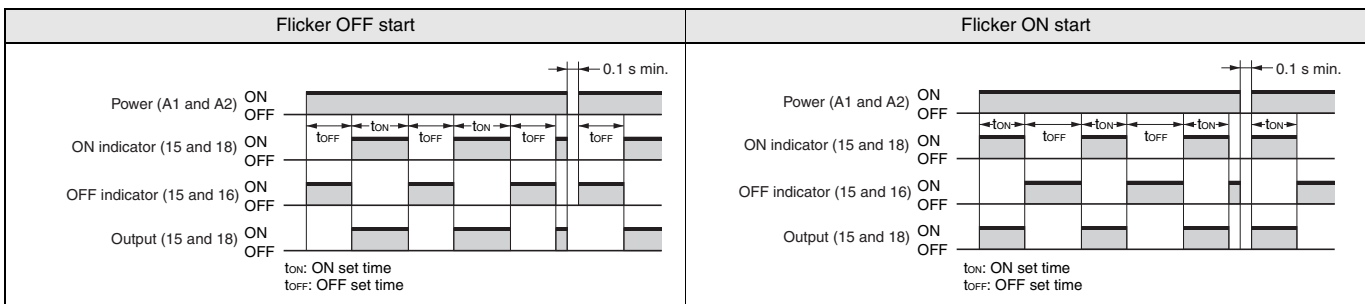 Flicker OFF start
0.1 s min.
Power (A1 and A2) ON
OFF
tOFF tON tOFF tON tOFF tOFF
ON indicator (15 and 18) ON
OFF
OFF indicator (15 and 16) ON
OFF
Output (15 and 18) ON
OFF
tON: ON set time
tOFF: OFF set time
Flicker ON start
0.1 s min.
Power (A1 and A2) ON
OFF
tON tOFF tON tOFF tON tON
ON indicator (15 and 18) ON
OFF
OFF indicator (15 and 16) ON
OFF
Output (15 and 18) ON
OFF
tON: ON set time
tOFF: OFF set time